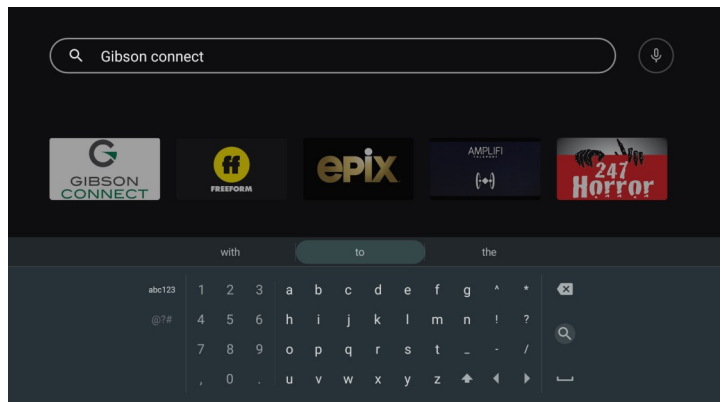 Gibson connect
GIBSON
CONNECT
ff
FREEFORM
epix
AMPLIFI
TELEPORT
247
Horror
with to the
abc123 1 2 3 a b c d e f g ^ *
@?# 4 5 6 h i j k l m n ! ?
7 8 9 o p q r s t _ - /
, 0 . u v w x y z